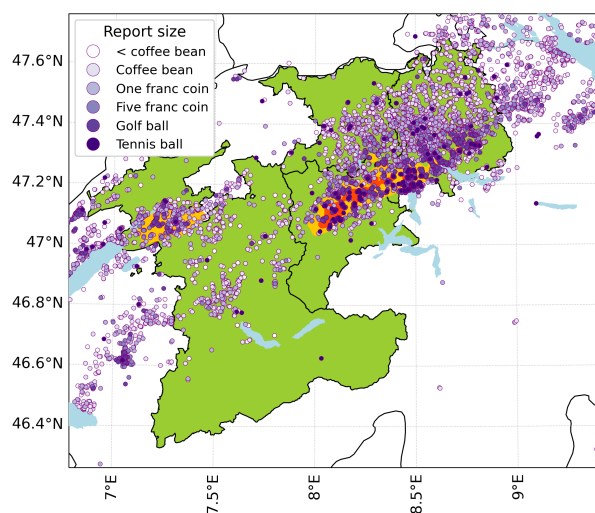 Report size
< coffee bean
Coffee bean
One franc coin
Five franc coin
Golf ball
Tennis ball
47.6°N
47.4°N
47.2°N
47°N
46.8°N
46.6°N
46.4°N
7°E
7.5°E
8°E
8.5°E
9°E